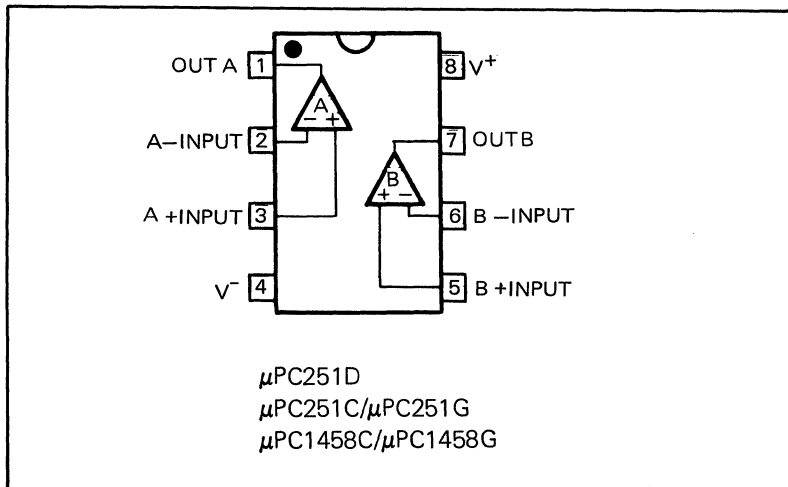 OUT A 1 8 V+
A
- +
A-INPUT 2 7 OUT B
B
+ -
A +INPUT 3 6 B -INPUT
V- 4 5 B +INPUT
μPC251D
μPC251C/μPC251G
μPC1458C/μPC1458G